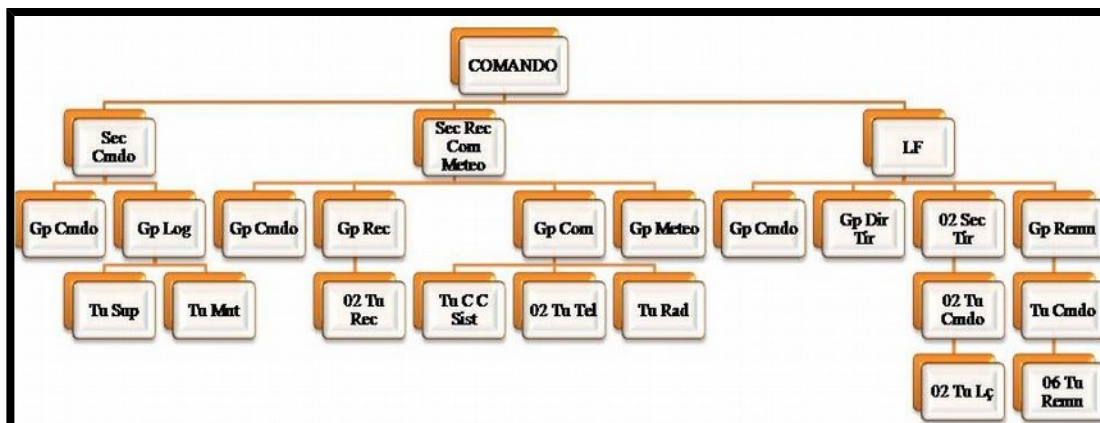 COMANDO
Sec
Cmdo
Sec Rec
Com
Meteo
LF
Gp Cmdo
Gp Log
Gp Cmdo
Gp Rec
Gp Com
Gp Meteo
Gp Cmdo
Gp Dir
Tir
02 Sec
Tir
Gp Remn
Tu Sup
Tu Mnt
02 Tu
Rec
Tu C C
Sist
02 Tu Tel
Tu Rad
02 Tu
Cmdo
Tu Cmdo
02 Tu Lç
06 Tu
Remn